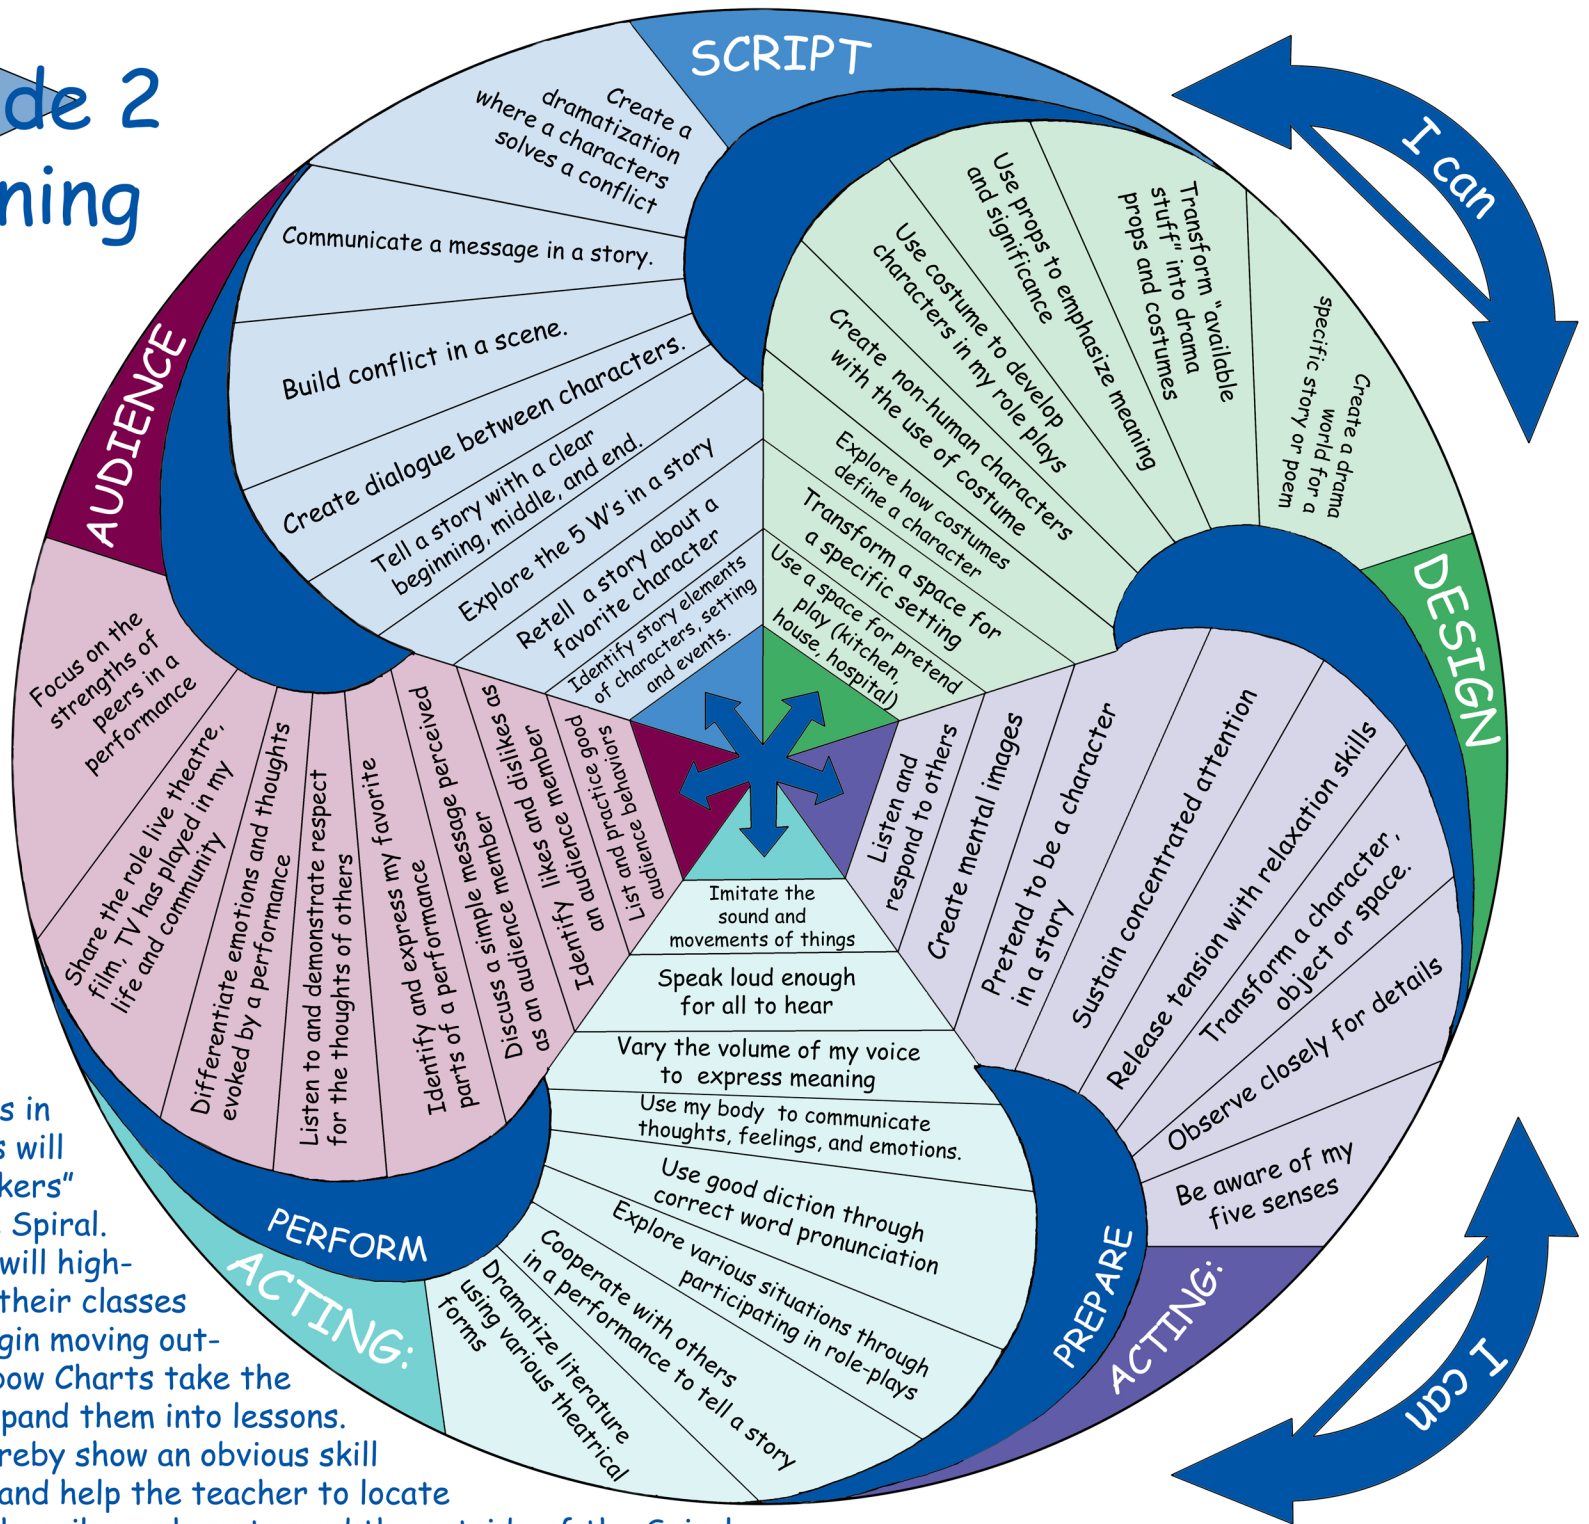 de 2
ning
SCRIPT
Create a
dramatization
where a characters
solves a conflict
Communicate a message in a story.
Build conflict in a scene.
Create dialogue between characters.
Tell a story with a clear
beginning, middle, and end.
Explore the 5 W's in a story
Retell a story about a
favorite character
Identify story elements
of characters, setting
and events.
DESIGN
Create a drama
world for a
specific story or poem
Transform "available
stuff" into drama
props and costumes
Use props to emphasize meaning
and significance
Use costume to develop
characters in my role plays
Create non-human characters
with the use of costume
Explore how costumes
define a character
Transform a space for
a specific setting
Use a space for pretend
play (kitchen,
house, hospital)
I can
AUDIENCE
Focus on the
strengths of
peers in a
performance
Share the role live theatre,
film, TV has played in my
life and community
Differentiate emotions and thoughts
evoked by a performance
Listen to and demonstrate respect
for the thoughts of others
Identify and express my favorite
parts of a performance
Discuss a simple message perceived
as an audience member
Identify likes and dislikes as
an audience member
List and practice good
audience behaviors
Listen and
respond to others
Create mental images
Pretend to be a character
in a story
Sustain concentrated attention
Release tension with relaxation skills
Transform a character,
object or space.
Observe closely for details
Be aware of my
five senses
PREPARE
ACTING:
Imitate the
sound and
movements of things
Speak loud enough
for all to hear
Vary the volume of my voice
to express meaning
Use my body to communicate
thoughts, feelings, and emotions.
Use good diction through
correct word pronunciation
Explore various situations through
participating in role-plays
Cooperate with others
in a performance to tell a story
Dramatize literature
using various theatrical
forms
PERFORM
ACTING:
I can
s in
s will
kers"
Spiral.
will high-
their classes
gin moving out-
bow Charts take the
pand them into lessons.
reby show an obvious skill
and help the teacher to locate